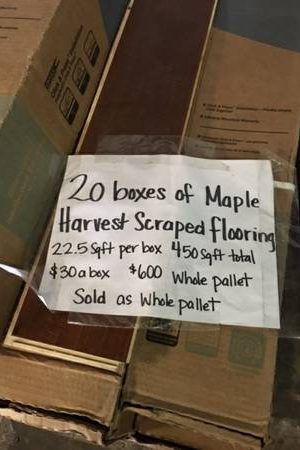 20 boxes of Maple
Harvest Scraped flooring
22.5 Sqft per box 450 Sqft total
$30 a box $600 Whole pallet
Sold as Whole pallet